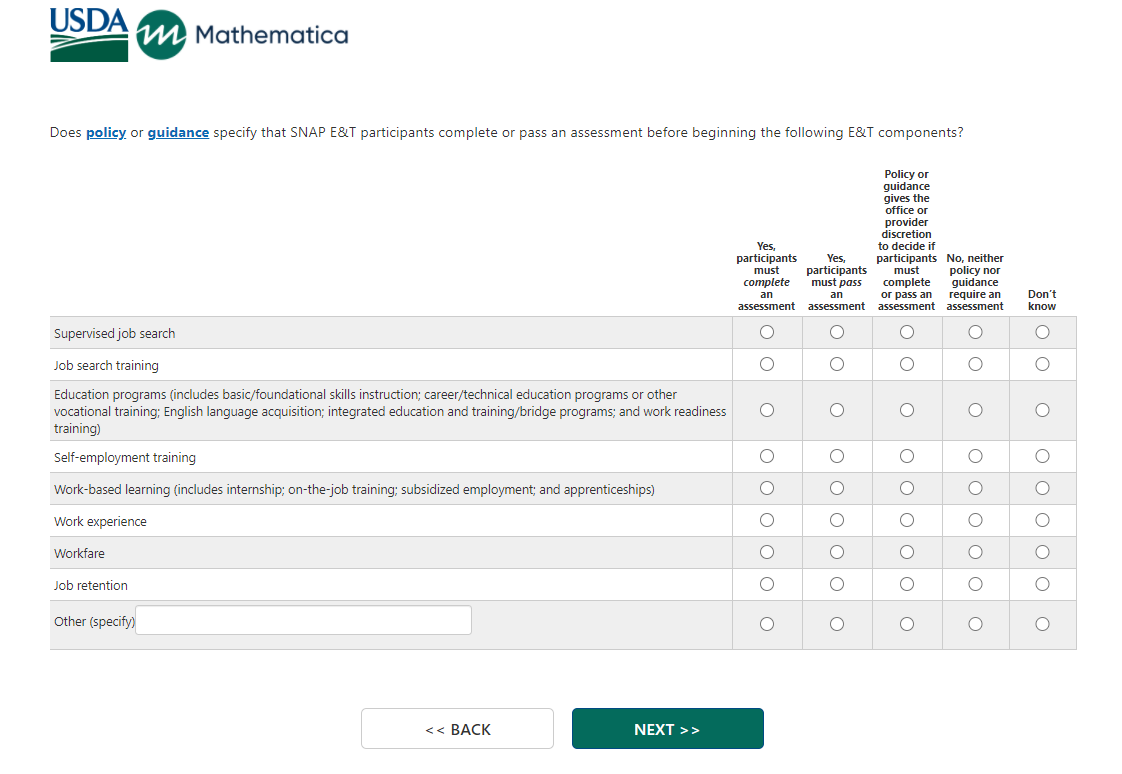 USDA
m Mathematica
Does policy or guidance specify that SNAP E&T participants complete or pass an assessment before beginning the following E&T components?
Yes, participants must complete an assessment
Yes, participants must pass an assessment
Policy or guidance gives the office or provider discretion to decide if participants must complete or pass an assessment
No, neither policy nor guidance require an assessment
Don't know
Supervised job search
Job search training
Education programs (includes basic/foundational skills instruction; career/technical education programs or other
vocational training; English language acquisition; integrated education and training/bridge programs; and work readiness
training)
Self-employment training
Work-based learning (includes internship; on-the-job training; subsidized employment; and apprenticeships)
Work experience
Workfare
Job retention
Other (specify)
<< BACK
NEXT >>